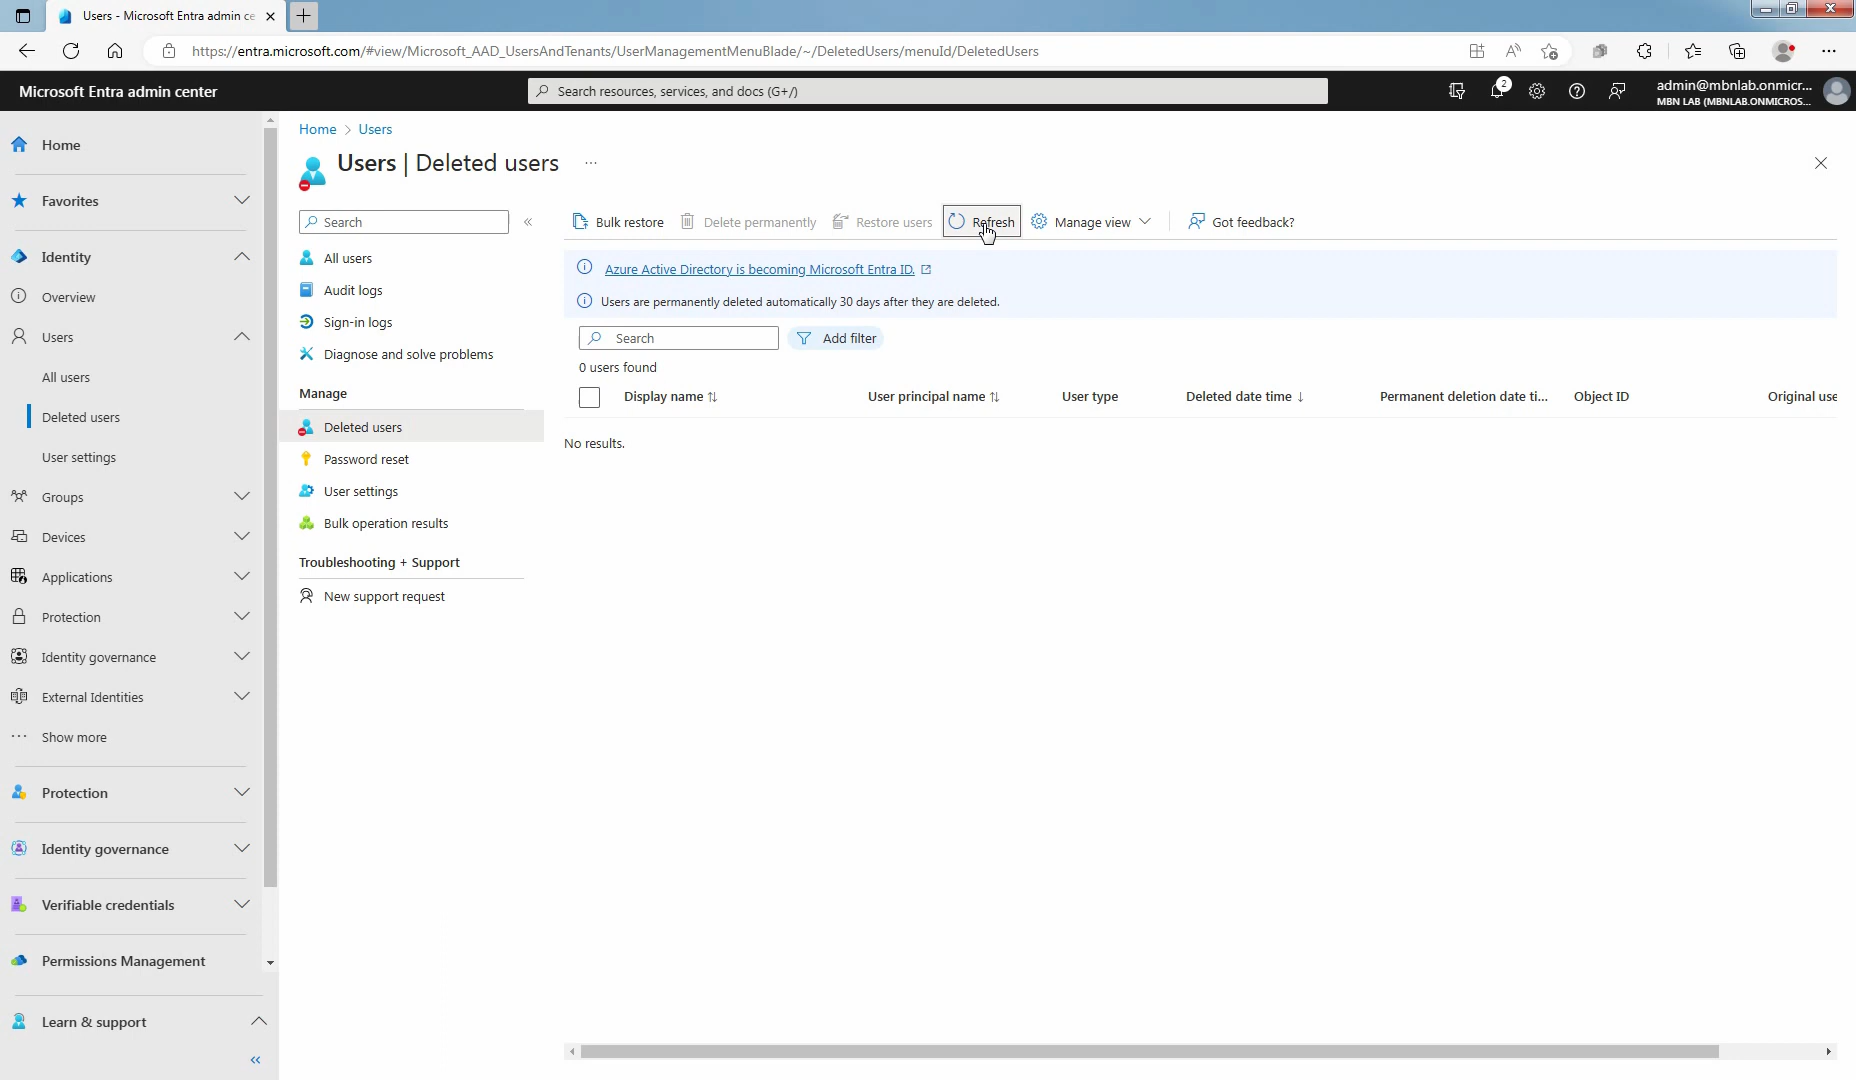 Users - Microsoft Entra admin ce
https://entra.microsoft.com/#view/Microsoft_AAD_UsersAndTenants/UserManagementMenuBlade/~/DeletedUsers/menuId/DeletedUsers
Microsoft Entra admin center
Search resources, services, and docs (G+/)
2
admin@mbnlab.onmicr...
MBN LAB (MBNLAB.ONMICROS...
Home
Favorites
Identity
Overview
Users
All users
Deleted users
User settings
Groups
Devices
Applications
Protection
Identity governance
External Identities
Show more
Protection
Identity governance
Verifiable credentials
Permissions Management
Learn & support
Home > Users
Users | Deleted users
Search
All users
Audit logs
Sign-in logs
Diagnose and solve problems
Manage
Deleted users
Password reset
User settings
Bulk operation results
Troubleshooting + Support
New support request
Bulk restore Delete permanently Restore users Refresh Manage view Got feedback?
Azure Active Directory is becoming Microsoft Entra ID.
Users are permanently deleted automatically 30 days after they are deleted.
Search Add filter
0 users found
Display name User principal name User type Deleted date time Permanent deletion date ti... Object ID Original use
No results.